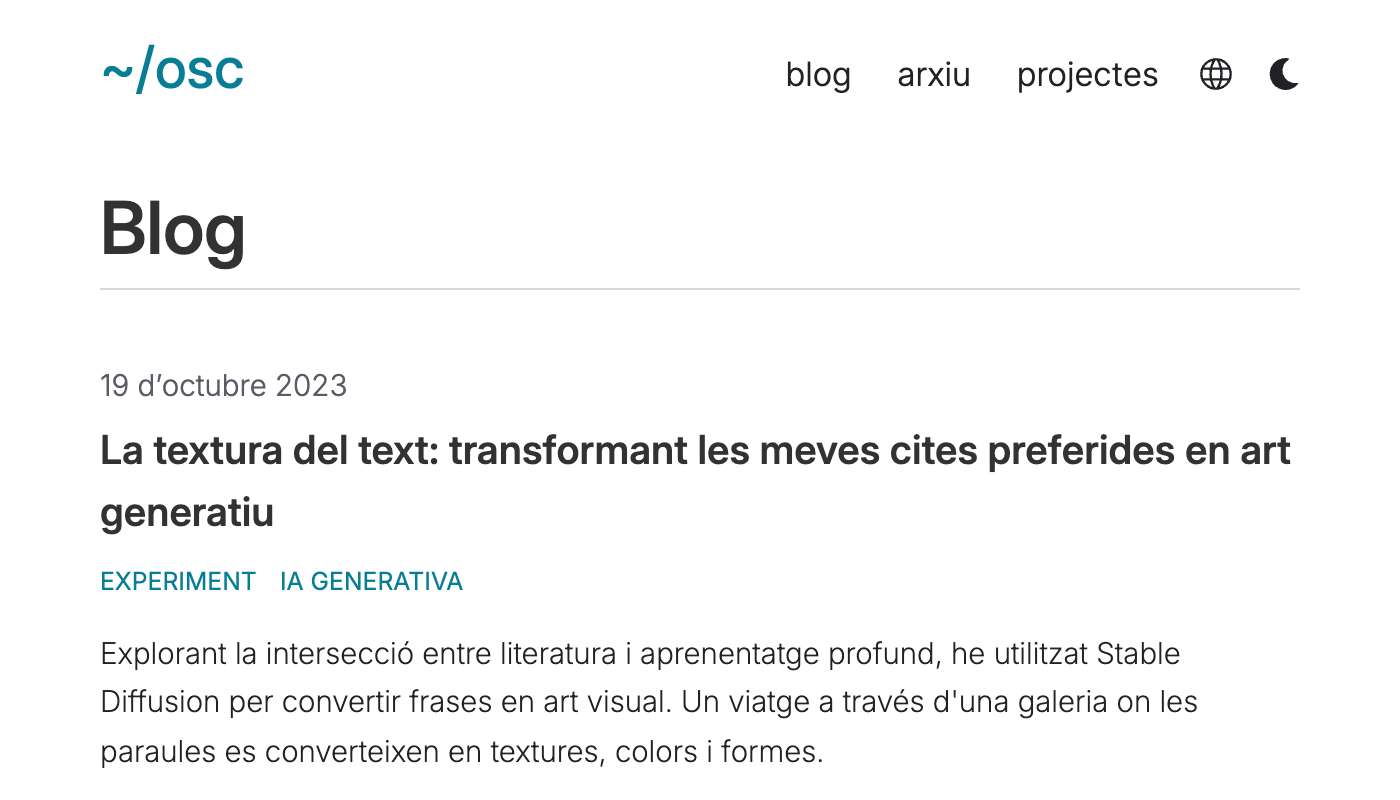 ~/osc
blog arxiu projectes
Blog
19 d’octubre 2023
La textura del text: transformant les meves cites preferides en art
generatiu
EXPERIMENT IA GENERATIVA
Explorant la intersecció entre literatura i aprenentatge profund, he utilitzat Stable
Diffusion per convertir frases en art visual. Un viatge a través d'una galeria on les
paraules es converteixen en textures, colors i formes.